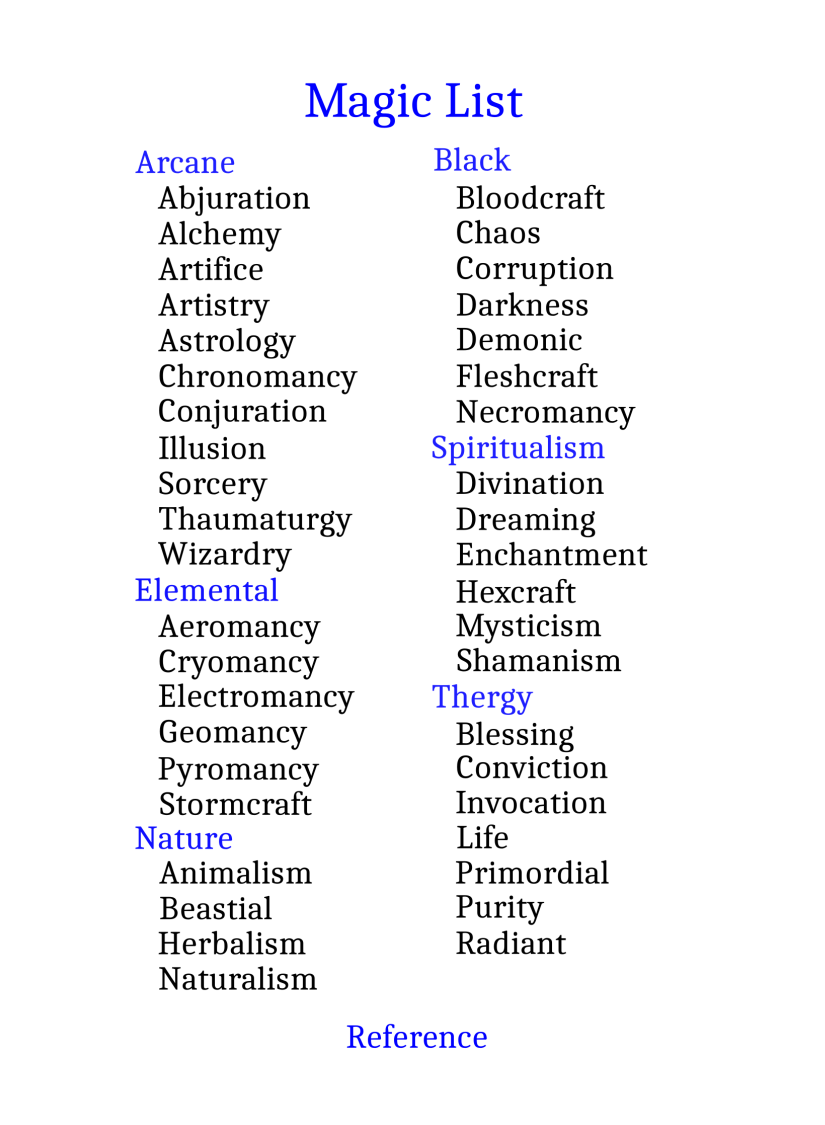 Magic List
Arcane
Abjuration
Alchemy
Artifice
Artistry
Astrology
Chronomancy
Conjuration
Illusion
Sorcery
Thaumaturgy
Wizardry
Elemental
Aeromancy
Cryomancy
Electromancy
Geomancy
Pyromancy
Stormcraft
Nature
Animalism
Beastial
Herbalism
Naturalism
Black
Bloodcraft
Chaos
Corruption
Darkness
Demonic
Fleshcraft
Necromancy
Spiritualism
Divination
Dreaming
Enchantment
Hexcraft
Mysticism
Shamanism
Thergy
Blessing
Conviction
Invocation
Life
Primordial
Purity
Radiant
Reference